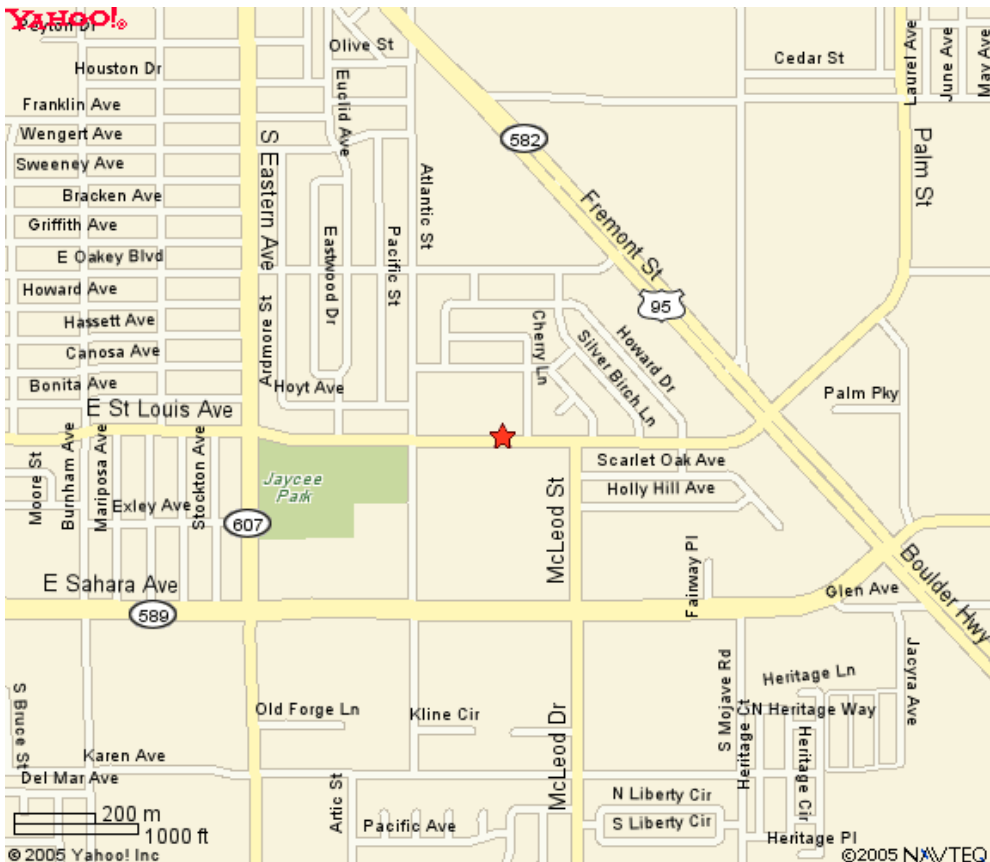 YAHOO!®
Peyton Dr
Olive St
Houston Dr
Cedar St
Laurel Ave
June Ave
May Ave
Franklin Ave
Euclid Ave
Wengert Ave
S Eastern Ave
582
Palm St
Sweeney Ave
Atlantic St
Bracken Ave
Fremont St
Griffith Ave
Eastwood Dr
Pacific St
E Oakey Blvd
Howard Ave
95
Hassett Ave
Ardmore St
Cherry Ln
Silver Birch Ln
Howard Dr
Canosa Ave
Bonita Ave
Hoyt Ave
Palm Pky
E St Louis Ave
Moore St
Burnham Ave
Mariposa Ave
Stockton Ave
Scarlet Oak Ave
Jaycee
Park
Holly Hill Ave
Exley Ave
McLeod St
607
Fairway Pl
Boulder Hwy
E Sahara Ave
Glen Ave
589
Jacyra Ave
S Mojave Rd
Heritage Ln
S Bruce St
Old Forge Ln
Kline Cir
N Heritage Way
Heritage Ct
McLeod Dr
Heritage Cir
Karen Ave
Del Mar Ave
Artic St
N Liberty Cir
200 m
S Liberty Cir
1000 ft
Pacific Ave
Heritage Pl
©2005 Yahoo! Inc
©2005 NAVTEQ